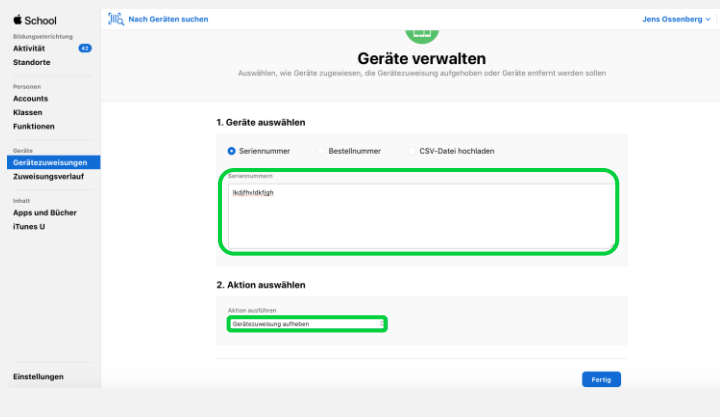 School
Bildungseinrichtung
Aktivität 43
Standorte
Personen
Accounts
Klassen
Funktionen
Geräte
Gerätezuweisungen
Zuweisungsverlauf
Inhalt
Apps und Bücher
iTunes U
Einstellungen
Nach Geräten suchen
Jens Ossenberg
Geräte verwalten
Auswählen, wie Geräte zugewiesen, die Gerätezuweisung aufgehoben oder Geräte entfernt werden sollen
1. Geräte auswählen
Seriennummer Bestellnummer CSV-Datei hochladen
Seriennummern
lkdjfhvldkfjgh
2. Aktion auswählen
Aktion ausführen
Gerätezuweisung aufheben
Fertig